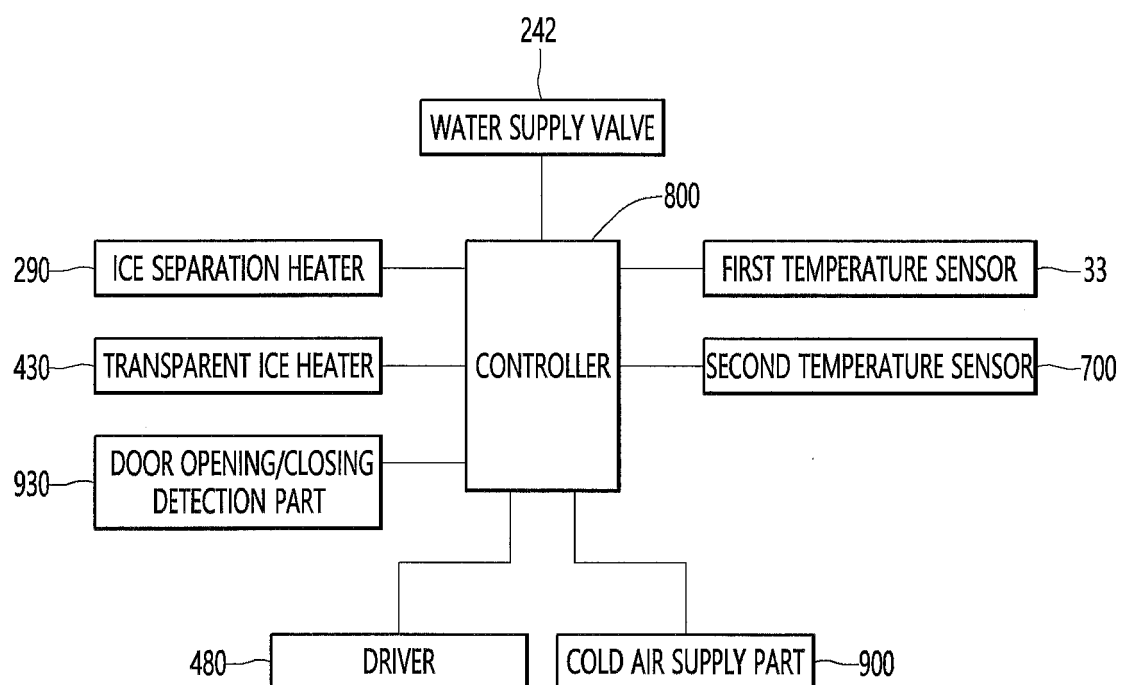 242
WATER SUPPLY VALVE
800
290 ICE SEPARATION HEATER
FIRST TEMPERATURE SENSOR 33
430 TRANSPARENT ICE HEATER
CONTROLLER
SECOND TEMPERATURE SENSOR 700
930 DOOR OPENING/CLOSING
DETECTION PART
480 DRIVER
COLD AIR SUPPLY PART 900